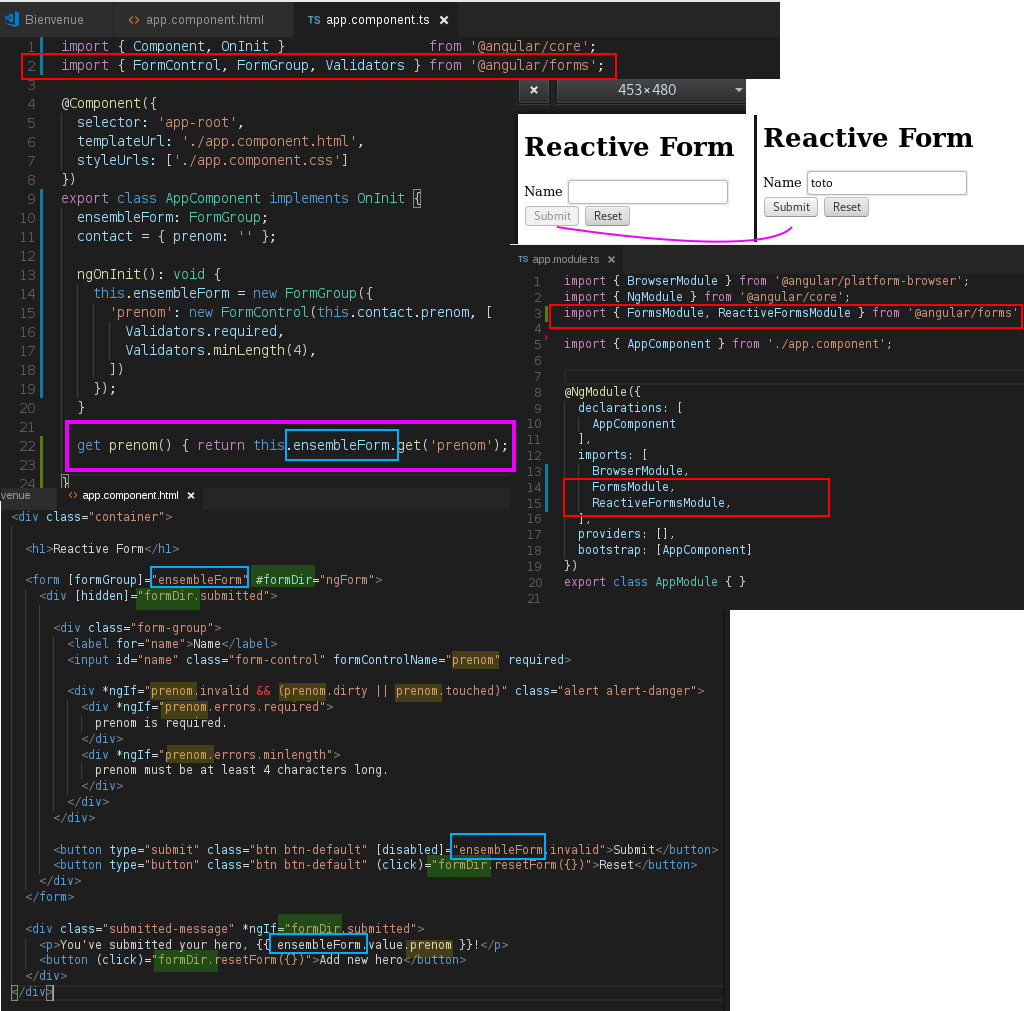 Bienvenue
app.component.html
TS app.component.ts ×
1 import { Component, OnInit } from '@angular/core';
2 import { FormControl, FormGroup, Validators } from '@angular/forms';
3
4 @Component({
5 selector: 'app-root',
6 templateUrl: './app.component.html',
7 styleUrls: ['./app.component.css']
8 })
9 export class AppComponent implements OnInit {
10 ensembleForm: FormGroup;
11 contact = { prenom: '' };
12
13 ngOnInit(): void {
14 this.ensembleForm = new FormGroup({
15 'prenom': new FormControl(this.contact.prenom, [
16 Validators.required,
17 Validators.minLength(4),
18 ])
19 });
20 }
21
22 get prenom() { return this.ensembleForm.get('prenom');
23
24 }
× 453×480
Reactive Form
Name
Submit Reset
Reactive Form
Name toto
Submit Reset
TS app.module.ts ×
1 import { BrowserModule } from '@angular/platform-browser';
2 import { NgModule } from '@angular/core';
3 import { FormsModule, ReactiveFormsModule } from '@angular/forms'
4
5 import { AppComponent } from './app.component';
6
7
8 @NgModule({
9 declarations: [
10 AppComponent
11 ],
12 imports: [
13 BrowserModule,
14 FormsModule,
15 ReactiveFormsModule,
16 ],
17 providers: [],
18 bootstrap: [AppComponent]
19 })
20 export class AppModule { }
21
venue
<> app.component.html ×
<div class="container">
<h1>Reactive Form</h1>
<form [formGroup]="ensembleForm" #formDir="ngForm">
<div [hidden]="formDir.submitted">
<div class="form-group">
<label for="name">Name</label>
<input id="name" class="form-control" formControlName="prenom" required>
<div *ngIf="prenom.invalid && (prenom.dirty || prenom.touched)" class="alert alert-danger">
<div *ngIf="prenom.errors.required">
prenom is required.
</div>
<div *ngIf="prenom.errors.minlength">
prenom must be at least 4 characters long.
</div>
</div>
</div>
<button type="submit" class="btn btn-default" [disabled]="ensembleForm.invalid">Submit</button>
<button type="button" class="btn btn-default" (click)="formDir.resetForm({})">Reset</button>
</div>
</form>
<div class="submitted-message" *ngIf="formDir.submitted">
<p>You've submitted your hero, {{ ensembleForm.value.prenom }}!</p>
<button (click)="formDir.resetForm({})">Add new hero</button>
</div>
</div>